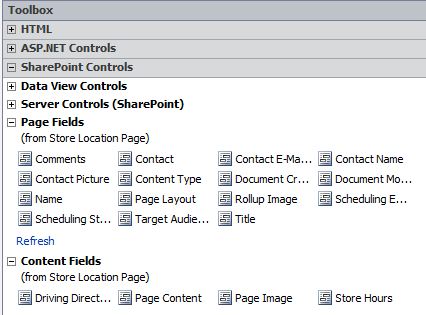 Toolbox
HTML
ASP.NET Controls
SharePoint Controls
Data View Controls
Server Controls (SharePoint)
Page Fields
(from Store Location Page)
Comments Contact Contact E-Ma... Contact Name
Contact Picture Content Type Document Cr... Document Mo...
Name Page Layout Rollup Image Scheduling E...
Scheduling St... Target Audie... Title
Refresh
Content Fields
(from Store Location Page)
Driving Direct... Page Content Page Image Store Hours